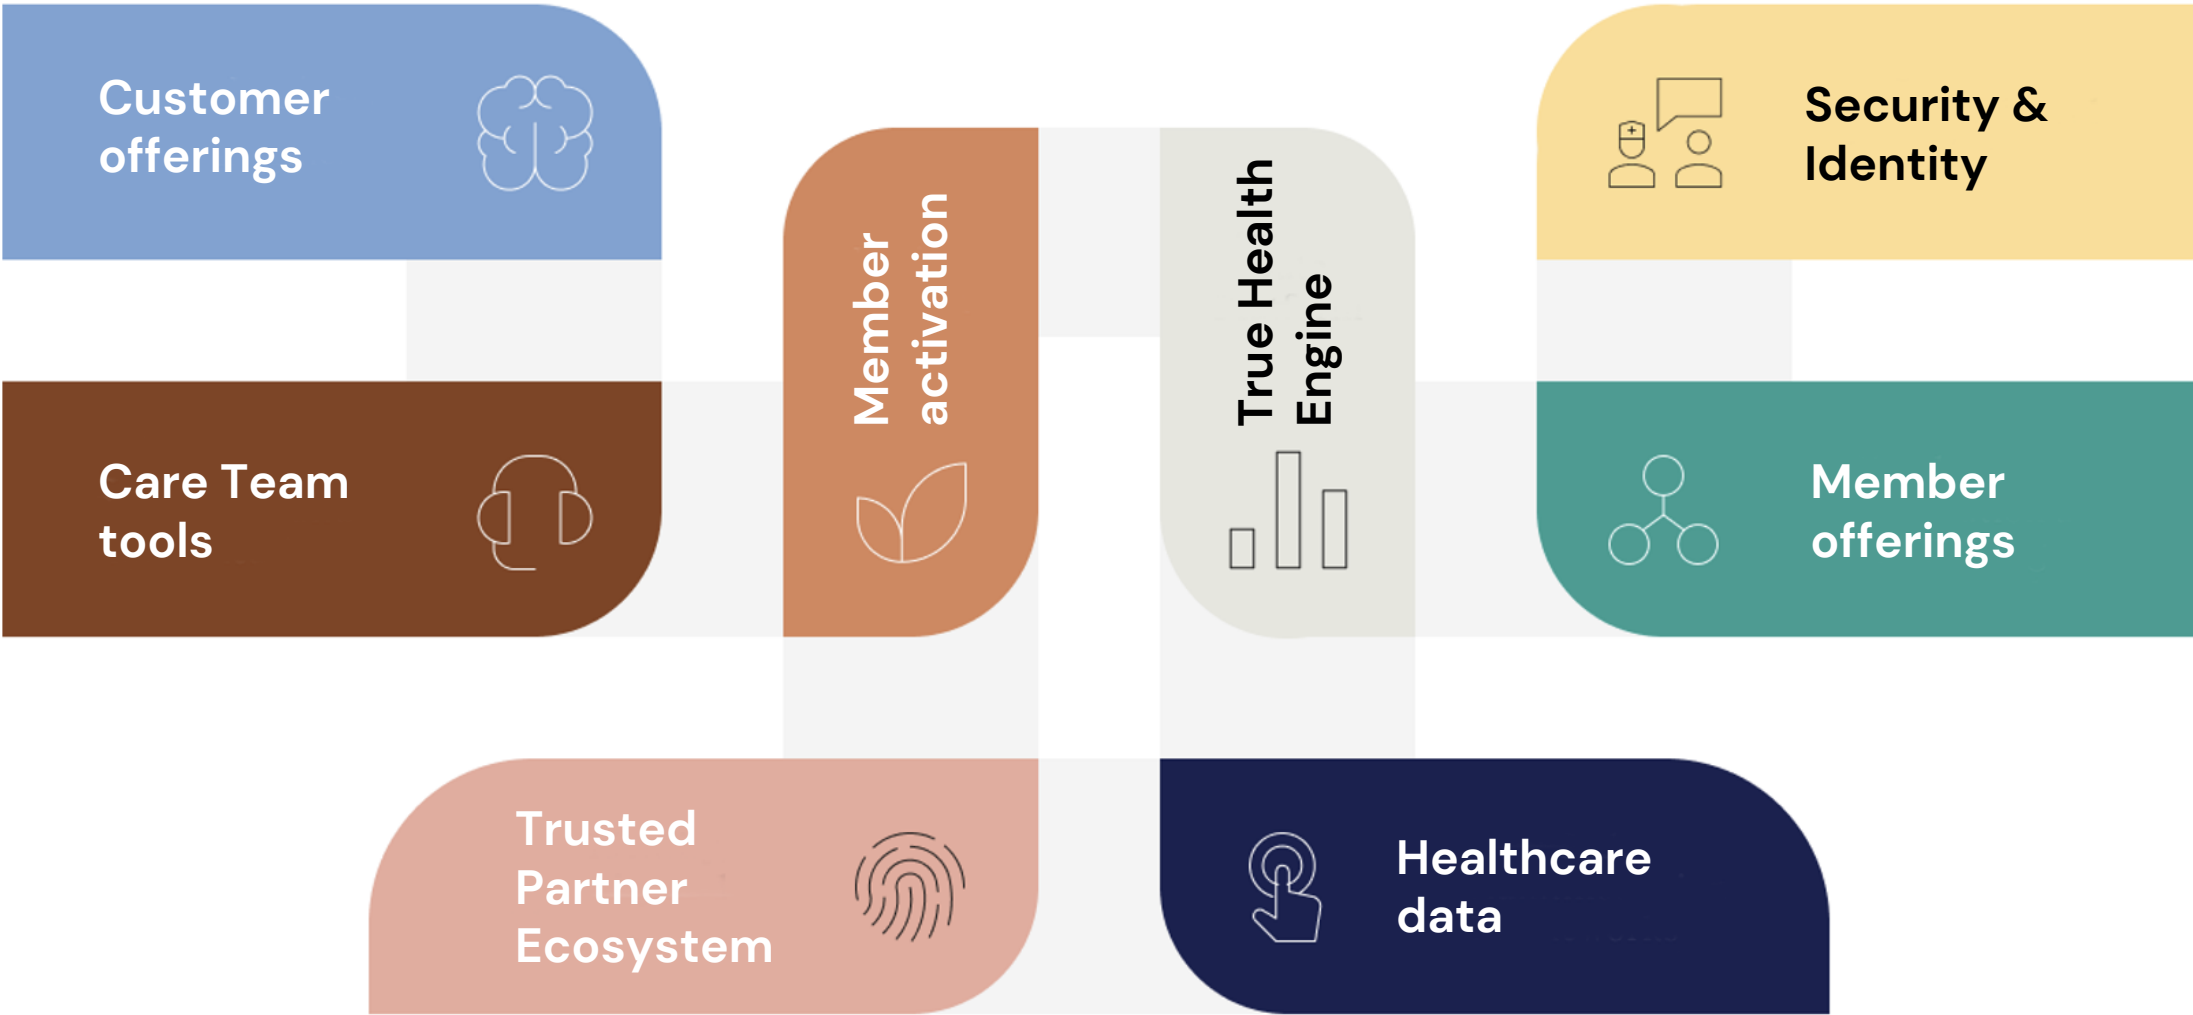 Customer
offerings
Security &
Identity
Member
activation
True Health
Engine
Care Team
tools
Member
offerings
Trusted
Partner
Ecosystem
Healthcare
data